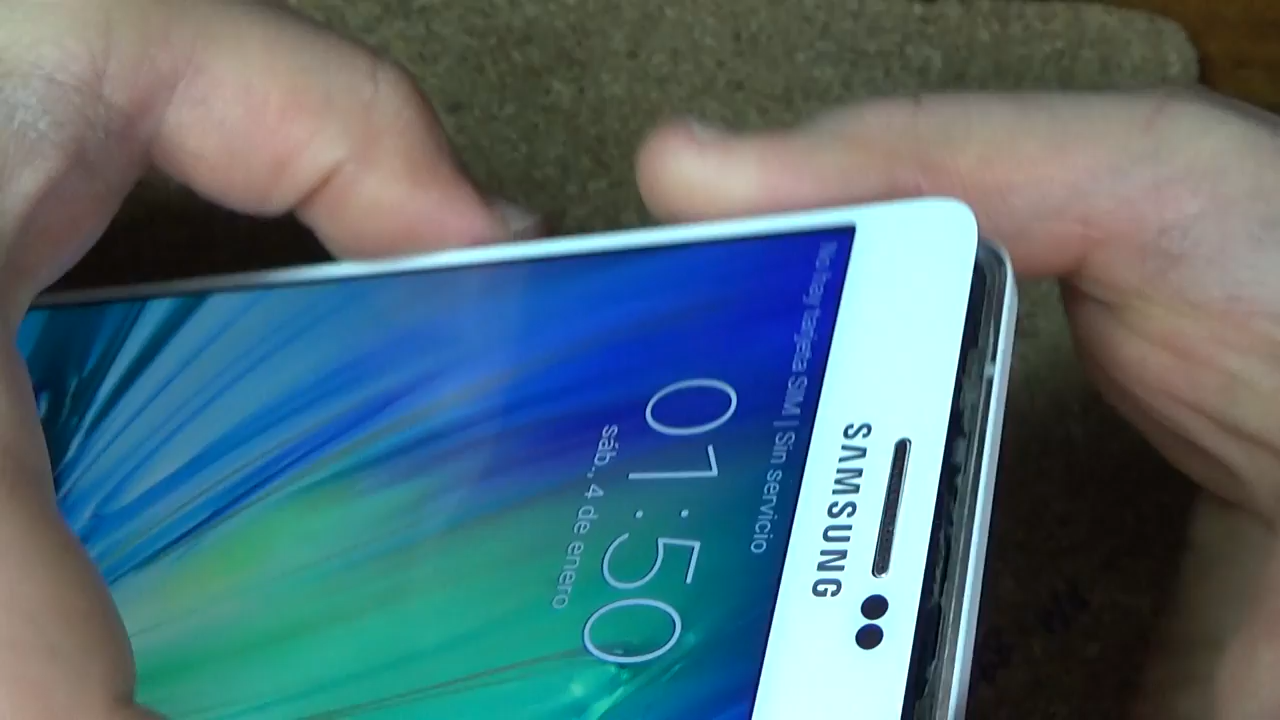 SAMSUNG
No hay tarjeta SIM | Sin servicio
01:50
sáb., 4 de enero